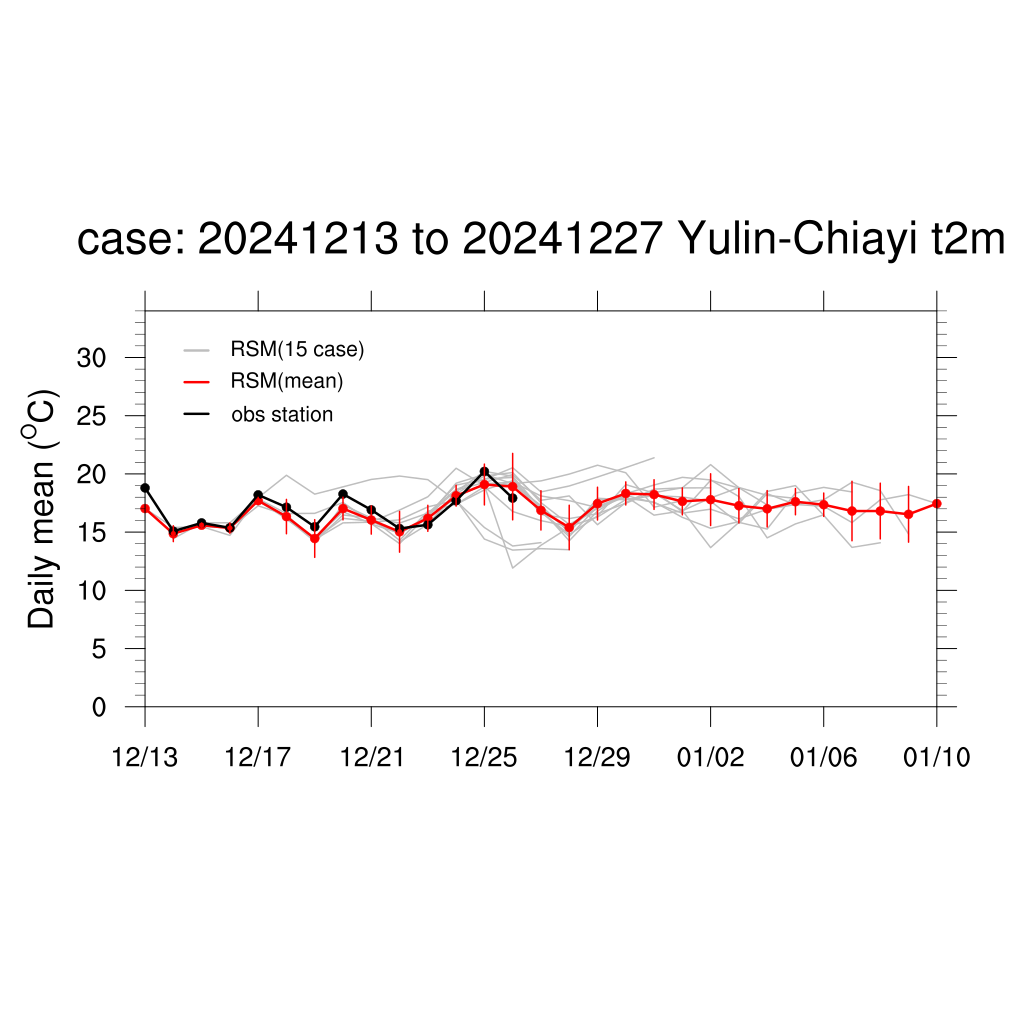 case: 20241213 to 20241227 Yulin-Chiayi t2m
RSM(15 case)
RSM(mean)
obs station
Daily mean (°C)
30
25
20
15
10
5
0
12/13 12/17 12/21 12/25 12/29 01/02 01/06 01/10